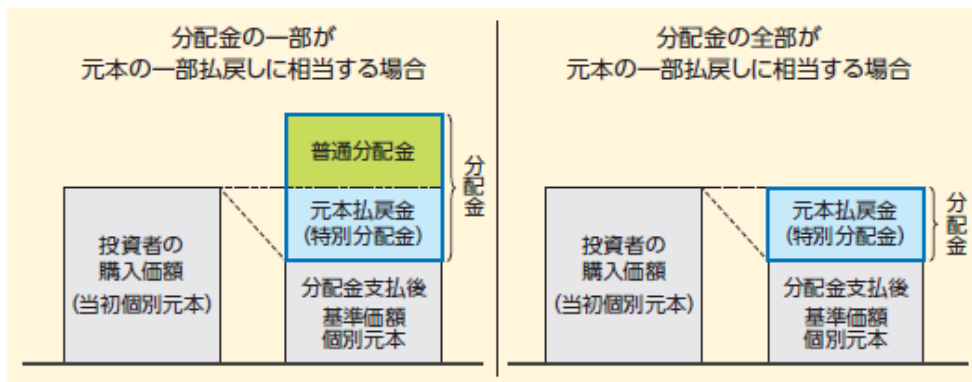 分配金の一部が
元本の一部払戻しに相当する場合
普通分配金
元本払戻金
(特別分配金)
分配金
投資者の
購入価額
(当初個別元本)
分配金支払後
基準価額
個別元本
分配金の全部が
元本の一部払戻しに相当する場合
元本払戻金
(特別分配金)
分配金
投資者の
購入価額
(当初個別元本)
分配金支払後
基準価額
個別元本